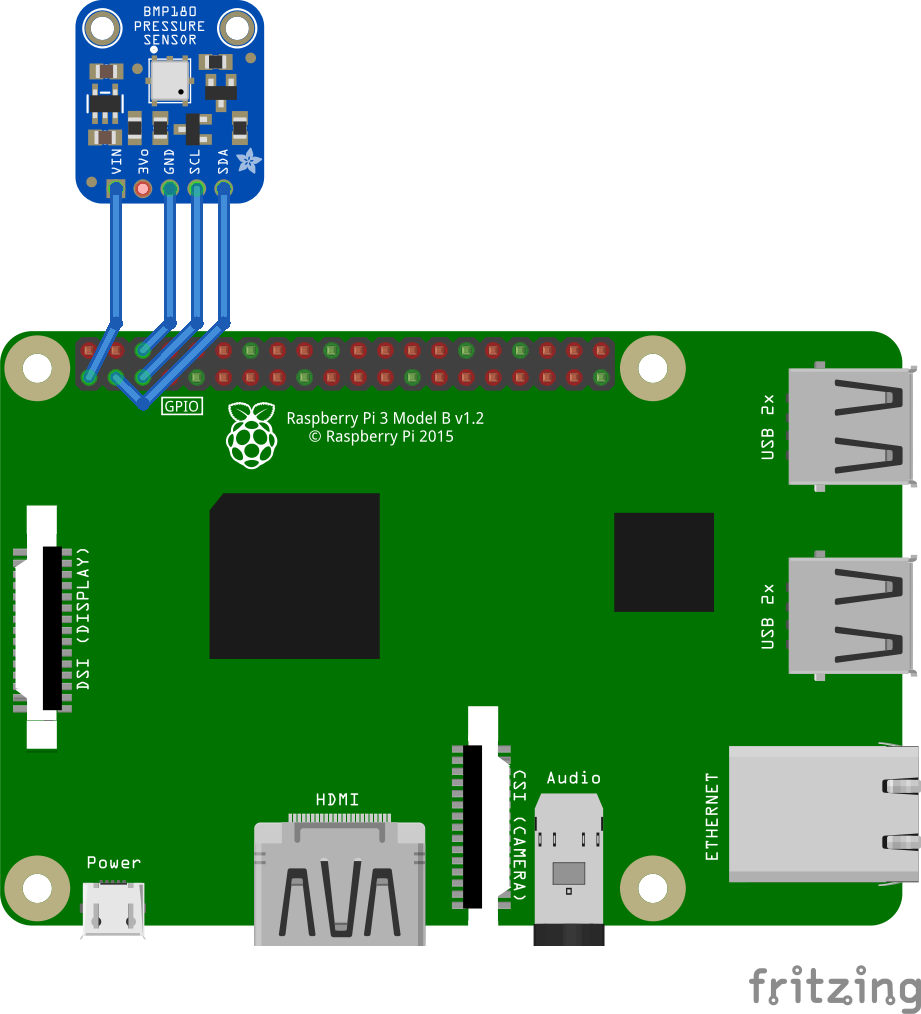 BMP180
PRESSURE
SENSOR
VIN
3Vo
GND
SCL
SDA
GPIO
Raspberry Pi 3 Model B v1.2
© Raspberry Pi 2015
USB 2x
DSI (DISPLAY)
USB 2x
CSI (CAMERA)
Audio
ETHERNET
HDMI
Power
fritzing